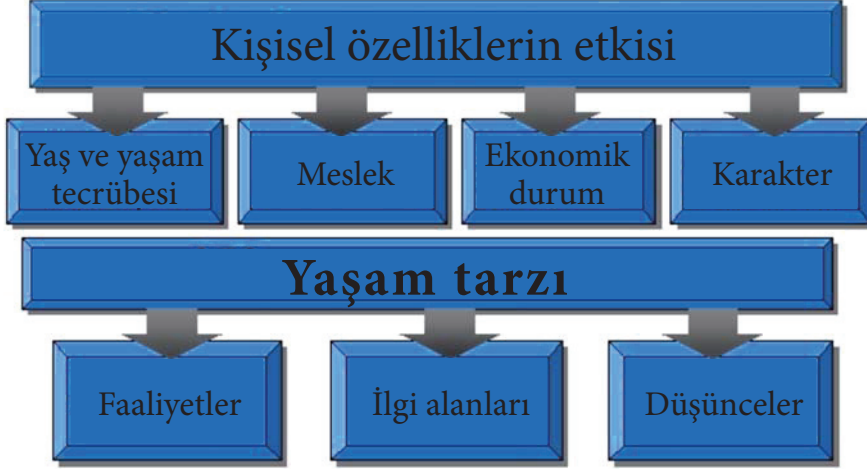 Kişisel özelliklerin etkisi
Yaş ve yaşam
tecrübesi
Meslek
Ekonomik
durum
Karakter
Yaşam tarzı
Faaliyetler
İlgi alanları
Düşünceler